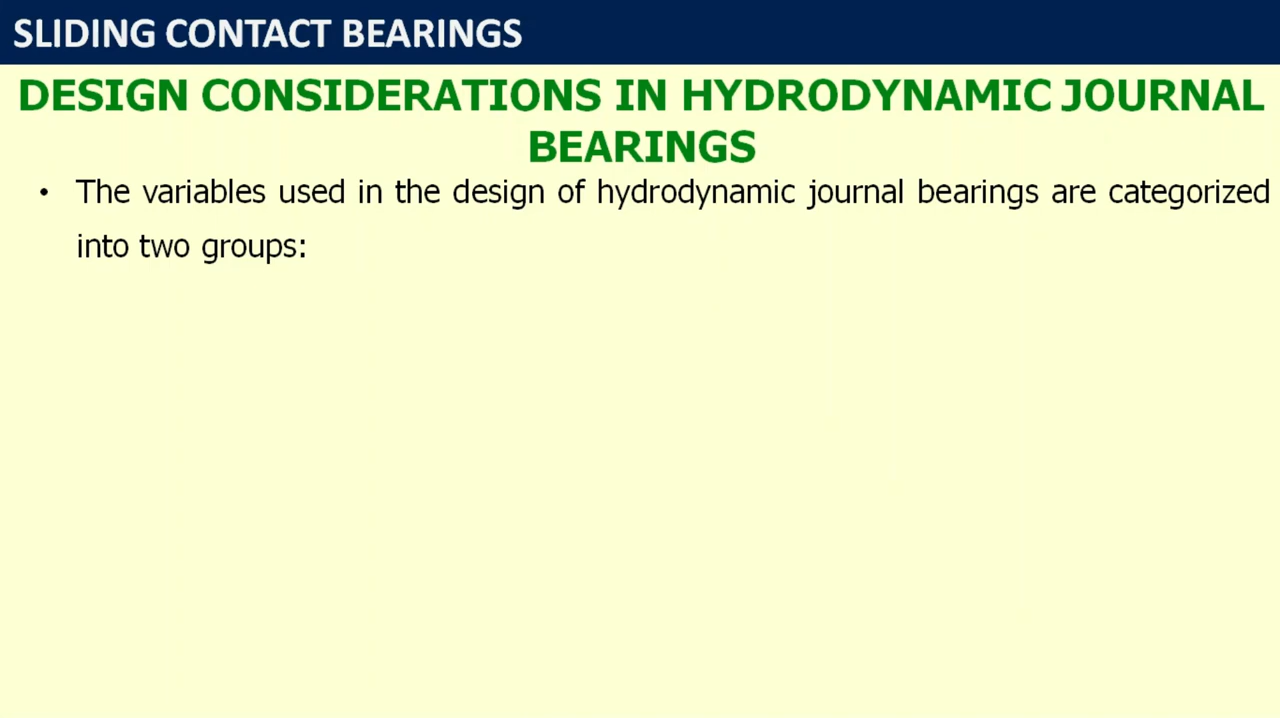 SLIDING CONTACT BEARINGS
DESIGN CONSIDERATIONS IN HYDRODYNAMIC JOURNAL
BEARINGS
• The variables used in the design of hydrodynamic journal bearings are categorized
into two groups: